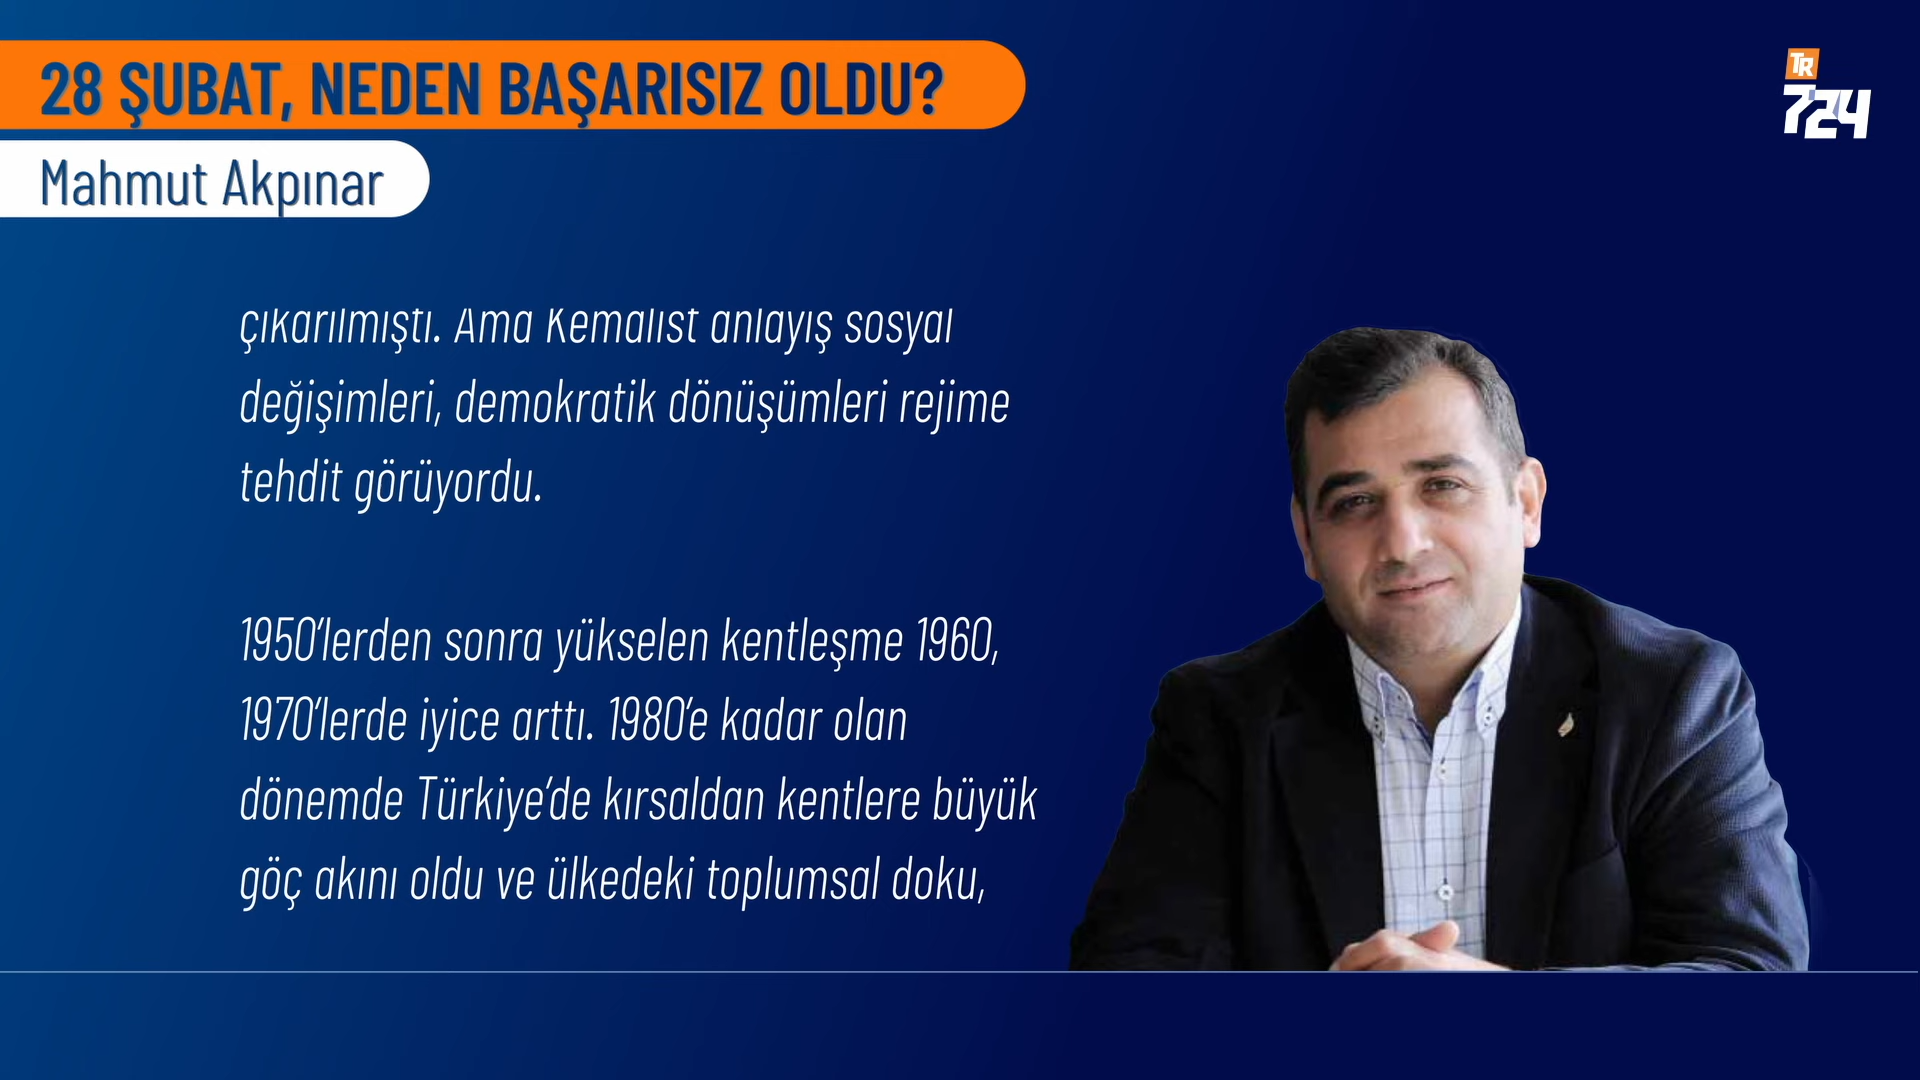 28 ŞUBAT, NEDEN BAŞARISIZ OLDU?
Mahmut Akpınar
TR
724
çıkarılmıştı. Ama Kemalist anlayış sosyal
değişimleri, demokratik dönüşümleri rejime
tehdit görüyordu.
1950’lerden sonra yükselen kentleşme 1960,
1970’lerde iyice arttı. 1980’e kadar olan
dönemde Türkiye’de kırsaldan kentlere büyük
göç akını oldu ve ülkedeki toplumsal doku,